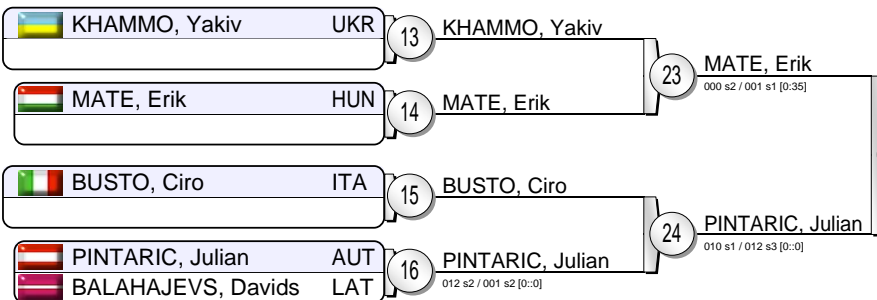 KHAMMO, Yakiv UKR
13
KHAMMO, Yakiv
23
MATE, Erik
000 s2 / 001 s1 [0:35]
MATE, Erik HUN
14
MATE, Erik
BUSTO, Ciro ITA
15
BUSTO, Ciro
24
PINTARIC, Julian
010 s1 / 012 s3 [0::0]
PINTARIC, Julian AUT
16
PINTARIC, Julian
012 s2 / 001 s2 [0::0]
BALAHAJEVS, Davids LAT